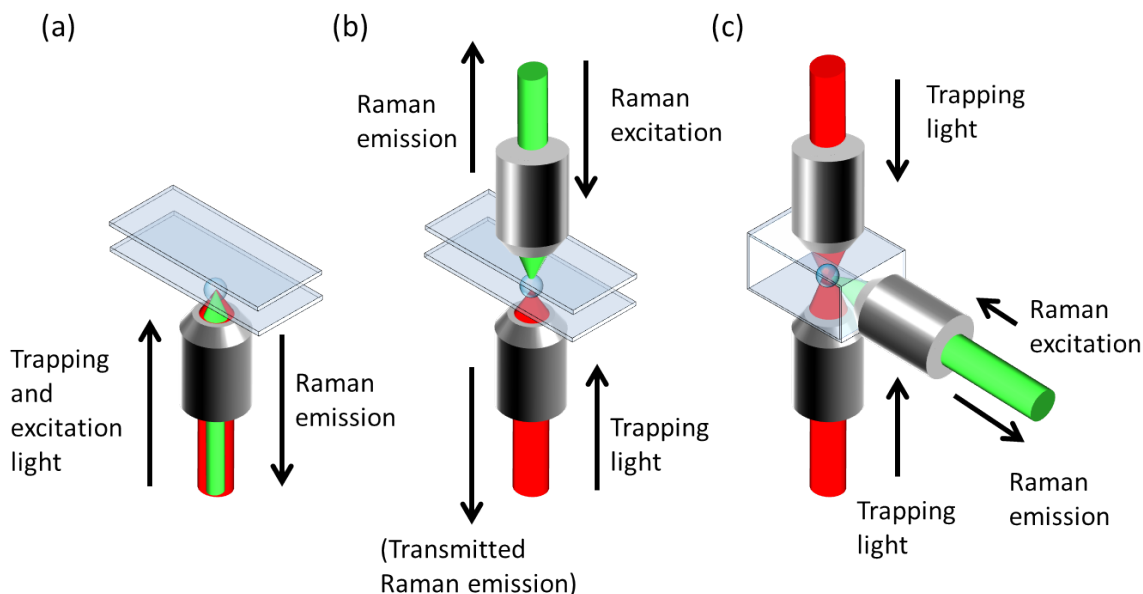 (a)
Trapping
and
excitation
light
Raman
emission
(b)
Raman
emission
Raman
excitation
Trapping
light
(Transmitted
Raman emission)
(c)
Trapping
light
Raman
excitation
Trapping
light
Raman
emission